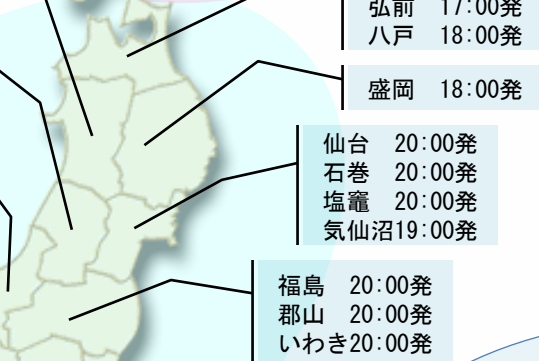 弘前　17:00発
八戸　18:00発
盛岡　18:00発
仙台　20:00発
石巻　20:00発
塩竈　20:00発
気仙沼19:00発
福島　20:00発
郡山　20:00発
いわき20:00発